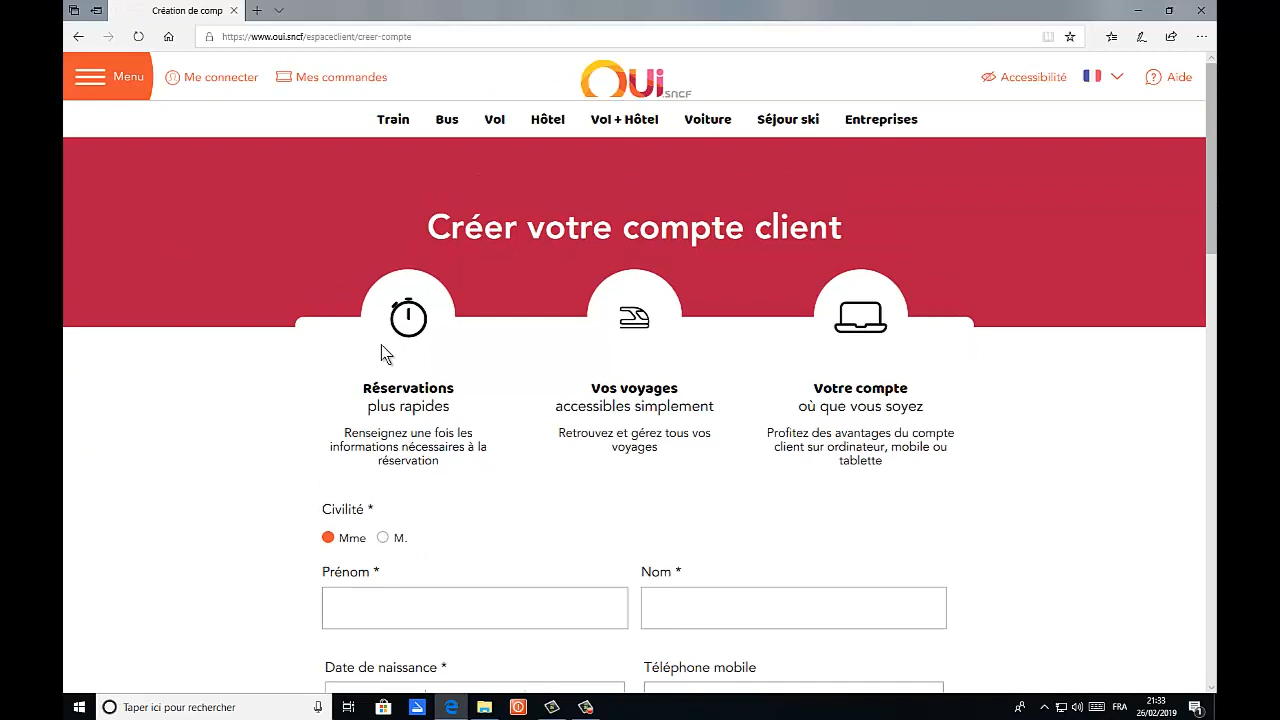 Création de comp
https://www.oui.sncf/espaceclient/creer-compte
Menu
Me connecter
Mes commandes
OUi
.SNCF
Accessibilité
Aide
Train Bus Vol Hôtel Vol + Hôtel Voiture Séjour ski Entreprises
Créer votre compte client
Réservations
plus rapides
Renseignez une fois les
informations nécessaires à la
réservation
Vos voyages
accessibles simplement
Retrouvez et gérez tous vos
voyages
Votre compte
où que vous soyez
Profitez des avantages du compte
client sur ordinateur, mobile ou
tablette
Civilité *
Mme M.
Prénom *
Nom *
Date de naissance *
Téléphone mobile
Taper ici pour rechercher
FRA
21:33
26/02/2019
1